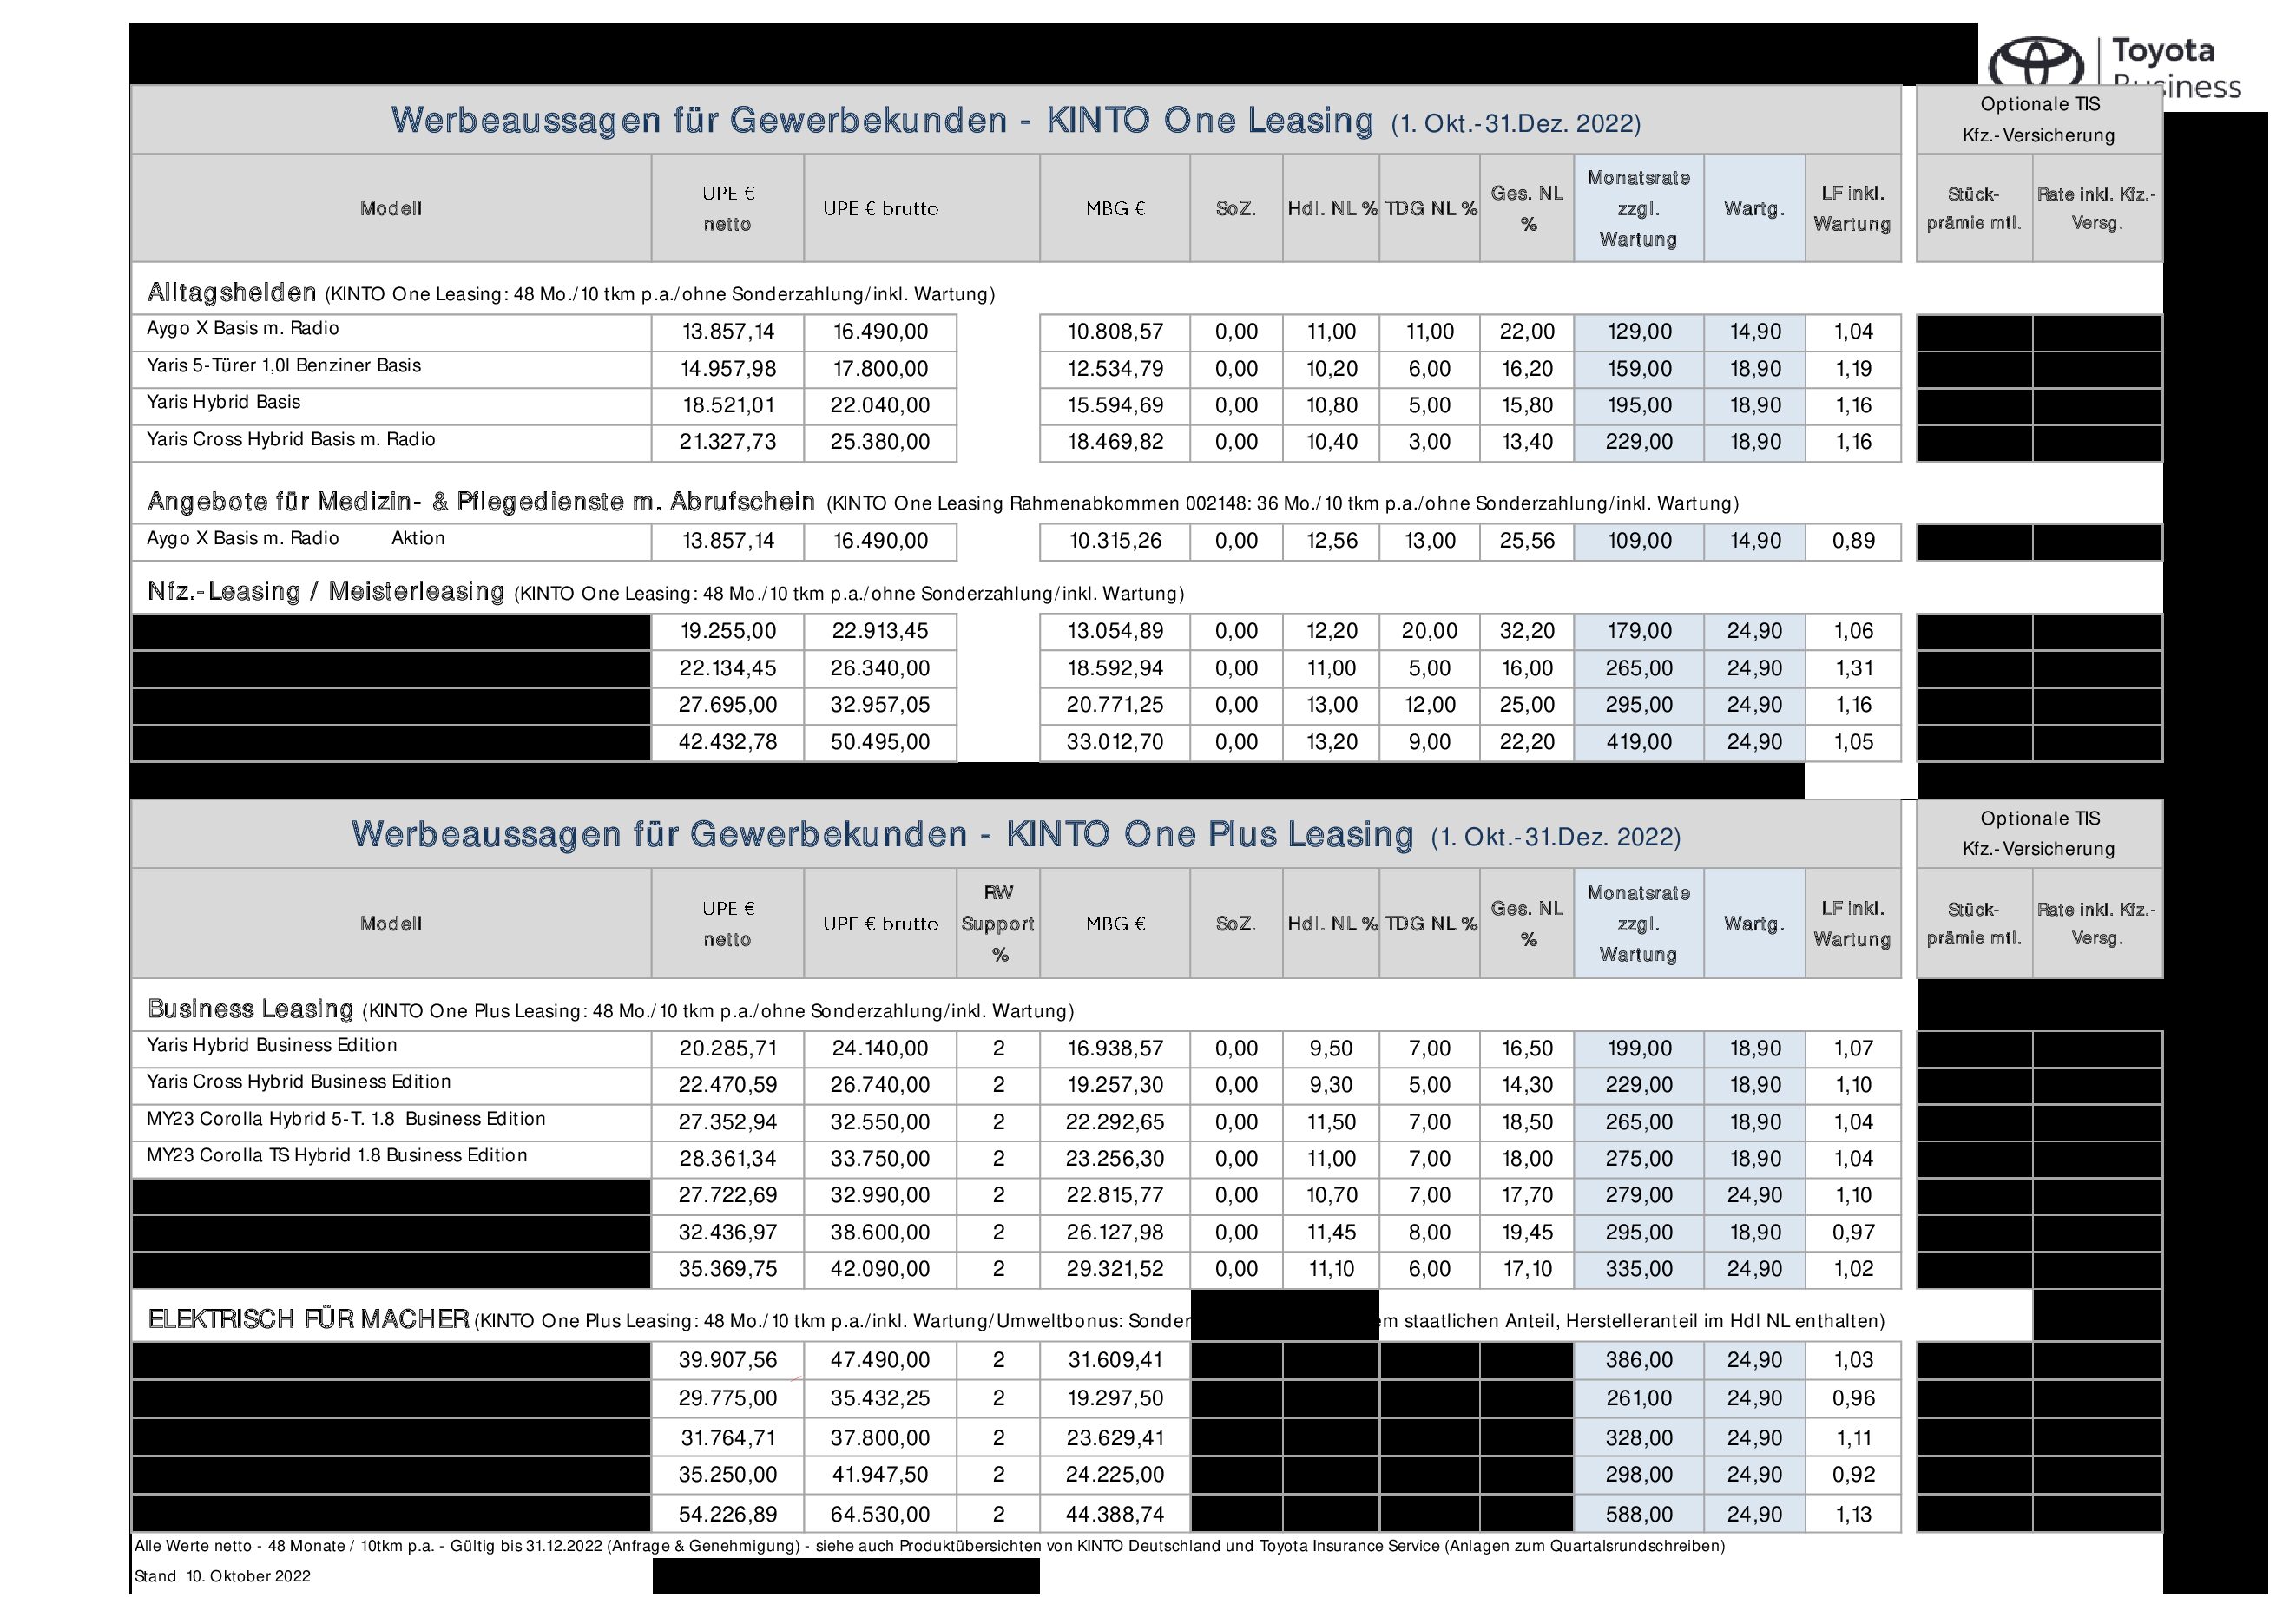 Toyota
Business
Werbeaussagen für Gewerbekunden - KINTO One Leasing (1. Okt.-31.Dez. 2022)
Optionale TIS
Kfz.-Versicherung
Modell UPE € netto UPE € brutto MBG € SoZ. Hdl. NL % TDG NL % Ges. NL % Monatsrate zzgl. Wartung Wartg. LF inkl. Wartung Stück-prämie mtl. Rate inkl. Kfz.-Versg.
Alltagshelden (KINTO One Leasing: 48 Mo./10 tkm p.a./ohne Sonderzahlung/inkl. Wartung)
Aygo X Basis m. Radio 13.857,14 16.490,00 10.808,57 0,00 11,00 11,00 22,00 129,00 14,90 1,04
Yaris 5-Türer 1,0l Benziner Basis 14.957,98 17.800,00 12.534,79 0,00 10,20 6,00 16,20 159,00 18,90 1,19
Yaris Hybrid Basis 18.521,01 22.040,00 15.594,69 0,00 10,80 5,00 15,80 195,00 18,90 1,16
Yaris Cross Hybrid Basis m. Radio 21.327,73 25.380,00 18.469,82 0,00 10,40 3,00 13,40 229,00 18,90 1,16
Angebote für Medizin- & Pflegedienste m. Abrufschein (KINTO One Leasing Rahmenabkommen 002148: 36 Mo./10 tkm p.a./ohne Sonderzahlung/inkl. Wartung)
Aygo X Basis m. Radio Aktion 13.857,14 16.490,00 10.315,26 0,00 12,56 13,00 25,56 109,00 14,90 0,89
Nfz.-Leasing / Meisterleasing (KINTO One Leasing: 48 Mo./10 tkm p.a./ohne Sonderzahlung/inkl. Wartung)
19.255,00 22.913,45 13.054,89 0,00 12,20 20,00 32,20 179,00 24,90 1,06
22.134,45 26.340,00 18.592,94 0,00 11,00 5,00 16,00 265,00 24,90 1,31
27.695,00 32.957,05 20.771,25 0,00 13,00 12,00 25,00 295,00 24,90 1,16
42.432,78 50.495,00 33.012,70 0,00 13,20 9,00 22,20 419,00 24,90 1,05
Werbeaussagen für Gewerbekunden - KINTO One Plus Leasing (1. Okt.-31.Dez. 2022)
Optionale TIS
Kfz.-Versicherung
Modell UPE € netto UPE € brutto RW Support % MBG € SoZ. Hdl. NL % TDG NL % Ges. NL % Monatsrate zzgl. Wartung Wartg. LF inkl. Wartung Stück-prämie mtl. Rate inkl. Kfz.-Versg.
Business Leasing (KINTO One Plus Leasing: 48 Mo./10 tkm p.a./ohne Sonderzahlung/inkl. Wartung)
Yaris Hybrid Business Edition 20.285,71 24.140,00 2 16.938,57 0,00 9,50 7,00 16,50 199,00 18,90 1,07
Yaris Cross Hybrid Business Edition 22.470,59 26.740,00 2 19.257,30 0,00 9,30 5,00 14,30 229,00 18,90 1,10
MY23 Corolla Hybrid 5-T. 1.8 Business Edition 27.352,94 32.550,00 2 22.292,65 0,00 11,50 7,00 18,50 265,00 18,90 1,04
MY23 Corolla TS Hybrid 1.8 Business Edition 28.361,34 33.750,00 2 23.256,30 0,00 11,00 7,00 18,00 275,00 18,90 1,04
27.722,69 32.990,00 2 22.815,77 0,00 10,70 7,00 17,70 279,00 24,90 1,10
32.436,97 38.600,00 2 26.127,98 0,00 11,45 8,00 19,45 295,00 18,90 0,97
35.369,75 42.090,00 2 29.321,52 0,00 11,10 6,00 17,10 335,00 24,90 1,02
ELEKTRISCH FÜR MACHER (KINTO One Plus Leasing: 48 Mo./10 tkm p.a./inkl. Wartung/Umweltbonus: Sonder em staatlichen Anteil, Herstelleranteil im Hdl NL enthalten)
39.907,56 47.490,00 2 31.609,41 386,00 24,90 1,03
29.775,00 35.432,25 2 19.297,50 261,00 24,90 0,96
31.764,71 37.800,00 2 23.629,41 328,00 24,90 1,11
35.250,00 41.947,50 2 24.225,00 298,00 24,90 0,92
54.226,89 64.530,00 2 44.388,74 588,00 24,90 1,13
Alle Werte netto - 48 Monate / 10tkm p.a. - Gültig bis 31.12.2022 (Anfrage & Genehmigung) - siehe auch Produktübersichten von KINTO Deutschland und Toyota Insurance Service (Anlagen zum Quartalsrundschreiben)
Stand 10. Oktober 2022